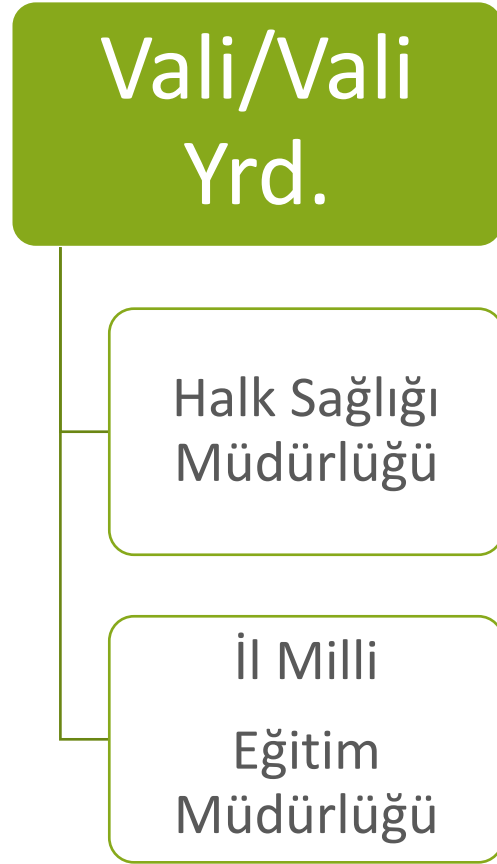 Vali/Vali
Yrd.
Halk Sağlığı
Müdürlüğü
İl Milli
Eğitim
Müdürlüğü